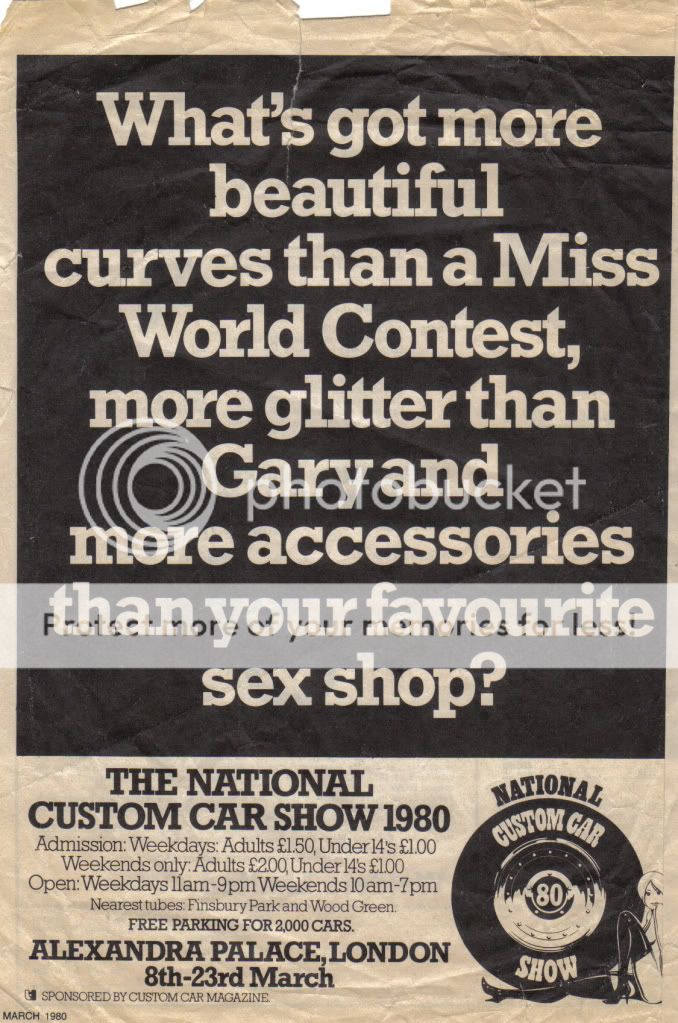 What's got more
beautiful
curves than a Miss
World Contest,
more glitter than
Gary and
more accessories
than your favourite
sex shop?
photobucket
Protect more of your memories for less!
THE NATIONAL
CUSTOM CAR SHOW 1980
Admission: Weekdays: Adults £1.50, Under 14's £1.00
Weekends only: Adults £2.00, Under 14's £1.00
Open: Weekdays 11am-9pm Weekends 10am-7pm
Nearest tubes: Finsbury Park and Wood Green.
FREE PARKING FOR 2,000 CARS.
ALEXANDRA PALACE, LONDON
8th-23rd March
SPONSORED BY CUSTOM CAR MAGAZINE.
NATIONAL
CUSTOM CAR
80
SHOW
MARCH 1980